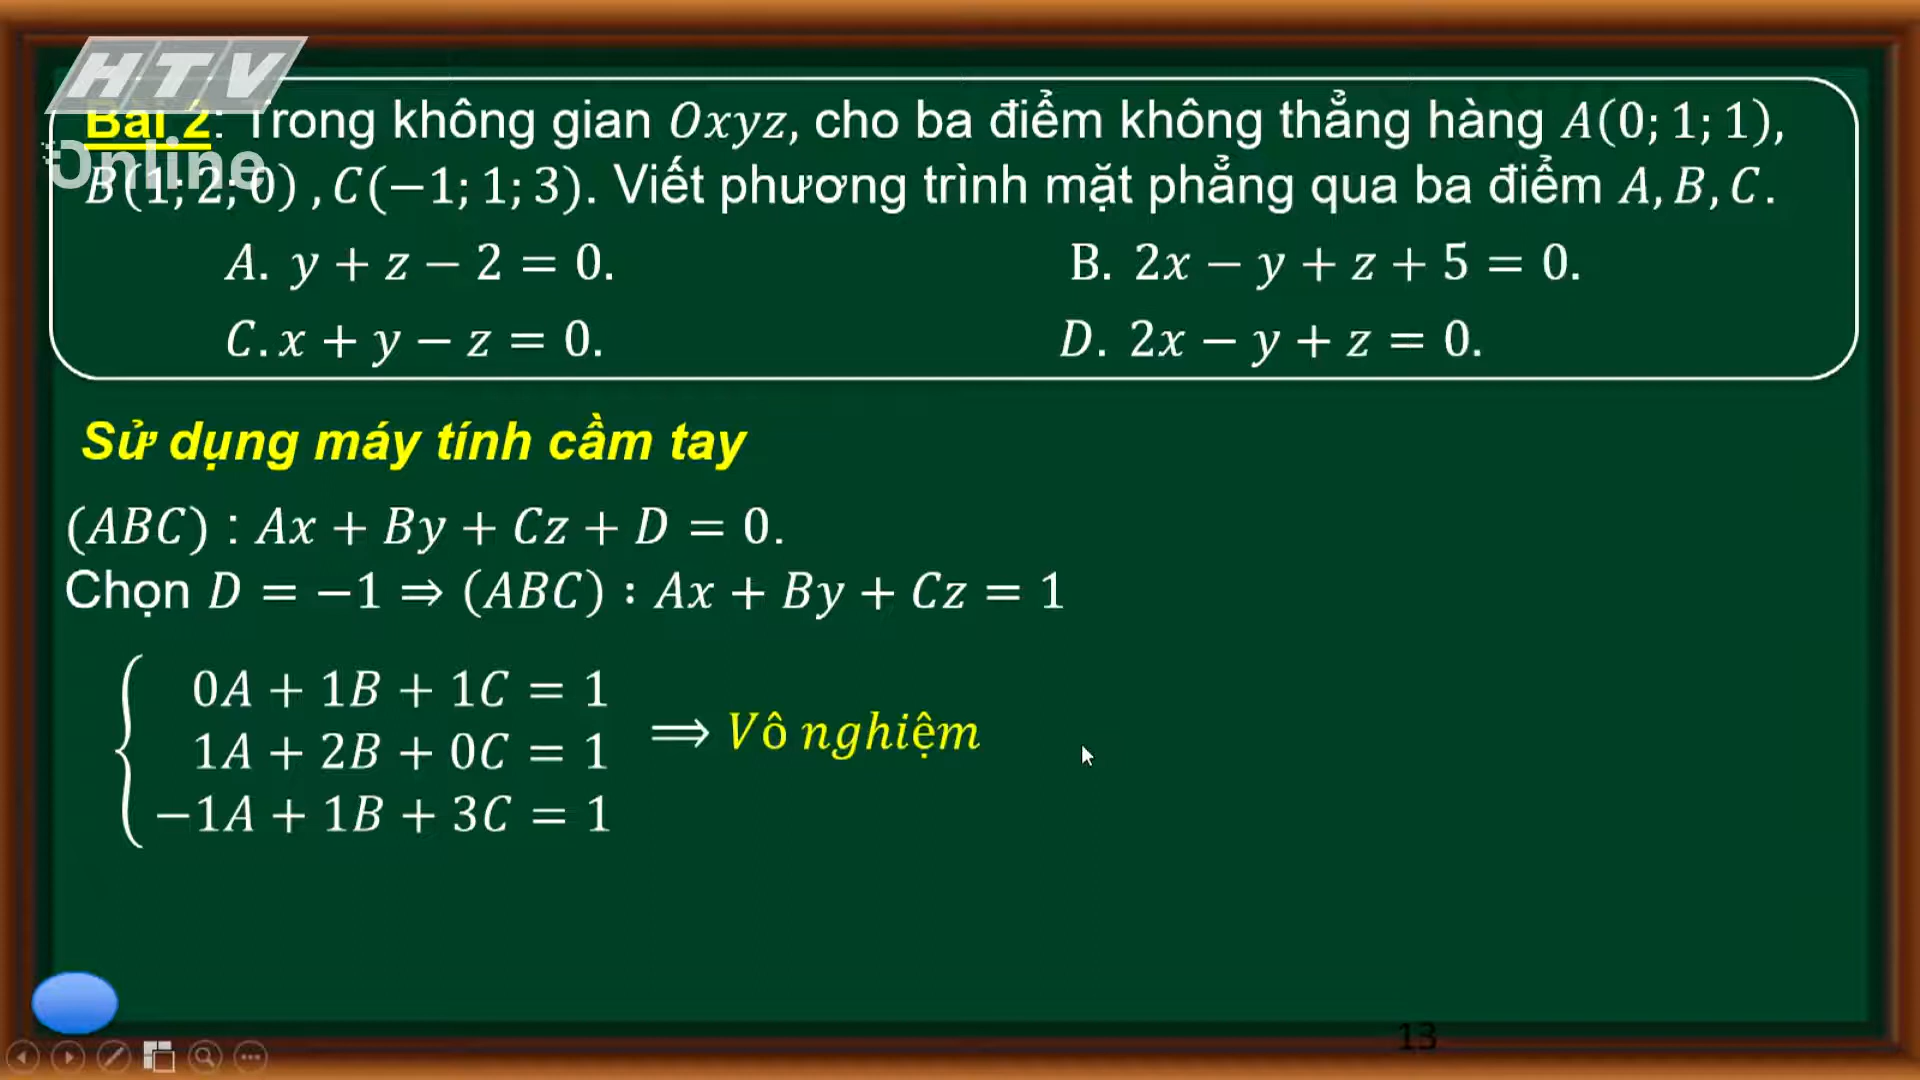 HTV
Online
Bài 2: Trong không gian Oxyz, cho ba điểm không thẳng hàng A(0; 1; 1),
B(1; 2; 0) , C(−1; 1; 3). Viết phương trình mặt phẳng qua ba điểm A, B, C.
A. y + z − 2 = 0.
B. 2x − y + z + 5 = 0.
C. x + y − z = 0.
D. 2x − y + z = 0.
Sử dụng máy tính cầm tay
(ABC) : Ax + By + Cz + D = 0.
Chọn D = −1 ⇒ (ABC) : Ax + By + Cz = 1
0A + 1B + 1C = 1
1A + 2B + 0C = 1 ⟹ Vô nghiệm
−1A + 1B + 3C = 1
13